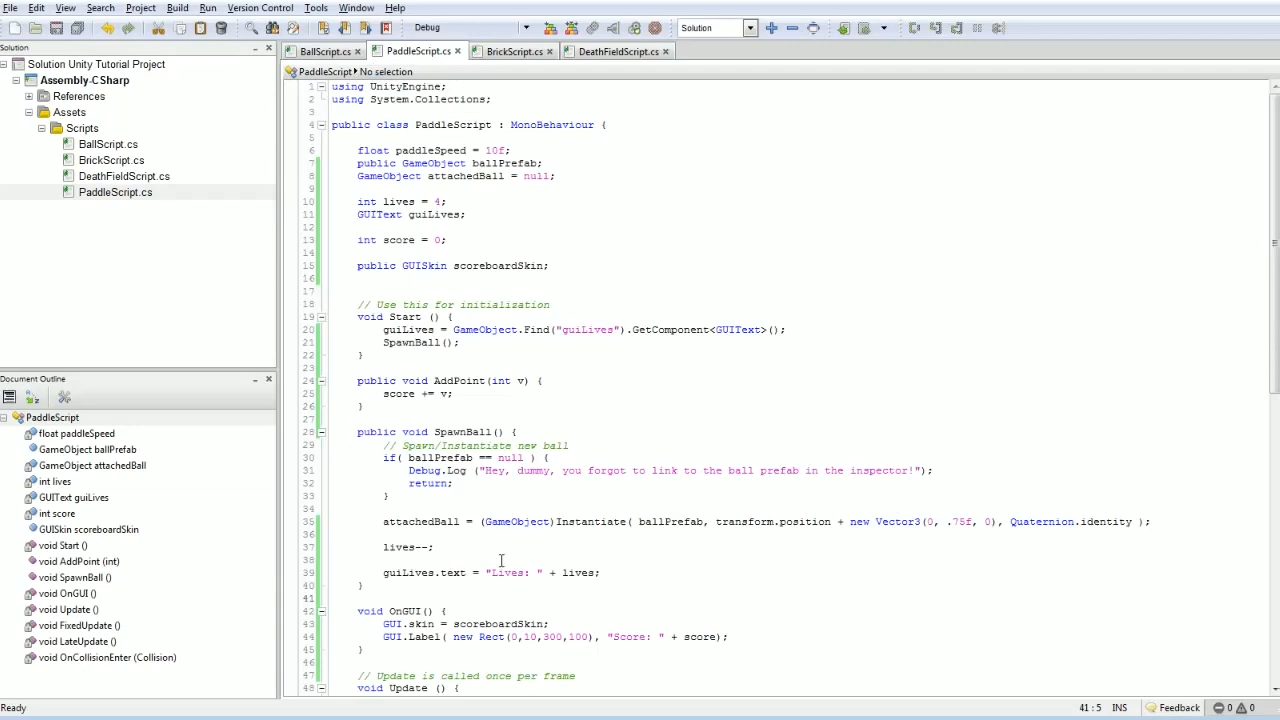 File Edit View Search Project Build Run Version Control Tools Window Help
Debug
Solution
Solution
Solution Unity Tutorial Project
Assembly-CSharp
References
Assets
Scripts
BallScript.cs
BrickScript.cs
DeathFieldScript.cs
PaddleScript.cs
Document Outline
PaddleScript
float paddleSpeed
GameObject ballPrefab
GameObject attachedBall
int lives
GUIText guiLives
int score
GUISkin scoreboardSkin
void Start ()
void AddPoint (int)
void SpawnBall ()
void OnGUI ()
void Update ()
void FixedUpdate ()
void LateUpdate ()
void OnCollisionEnter (Collision)
BallScript.cs PaddleScript.cs BrickScript.cs DeathFieldScript.cs
PaddleScript No selection
1 using UnityEngine;
2 using System.Collections;
3
4 public class PaddleScript : MonoBehaviour {
5
6 float paddleSpeed = 10f;
7 public GameObject ballPrefab;
8 GameObject attachedBall = null;
9
10 int lives = 4;
11 GUIText guiLives;
12
13 int score = 0;
14
15 public GUISkin scoreboardSkin;
16
17
18 // Use this for initialization
19 void Start () {
20 guiLives = GameObject.Find("guiLives").GetComponent<GUIText>();
21 SpawnBall();
22 }
23
24 public void AddPoint(int v) {
25 score += v;
26 }
27
28 public void SpawnBall() {
29 // Spawn/Instantiate new ball
30 if( ballPrefab == null ) {
31 Debug.Log ("Hey, dummy, you forgot to link to the ball prefab in the inspector!");
32 return;
33 }
34
35 attachedBall = (GameObject)Instantiate( ballPrefab, transform.position + new Vector3(0, .75f, 0), Quaternion.identity );
36
37 lives--;
38
39 guiLives.text = "Lives: " + lives;
40 }
41
42 void OnGUI() {
43 GUI.skin = scoreboardSkin;
44 GUI.Label( new Rect(0,10,300,100), "Score: " + score);
45 }
46
47 // Update is called once per frame
48 void Update () {
Ready
41 : 5 INS Feedback 0 0